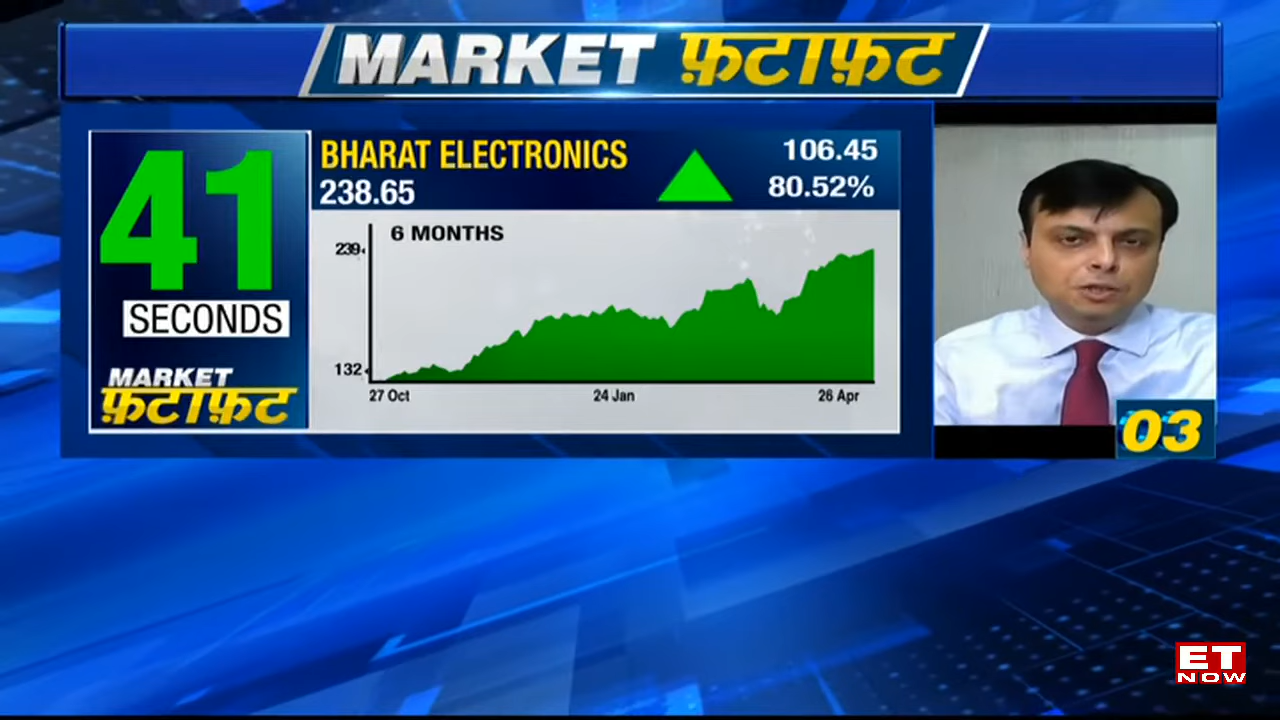 MARKET फ़टाफ़ट
41
SECONDS
MARKET
फ़टाफ़ट
BHARAT ELECTRONICS
238.65
106.45
80.52%
6 MONTHS
239
132
27 Oct
24 Jan
26 Apr
03
ET
NOW